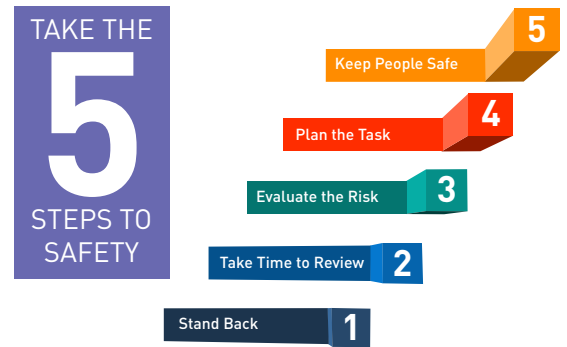 TAKE THE
5
STEPS TO
SAFETY
Keep People Safe 5
Plan the Task 4
Evaluate the Risk 3
Take Time to Review 2
Stand Back 1